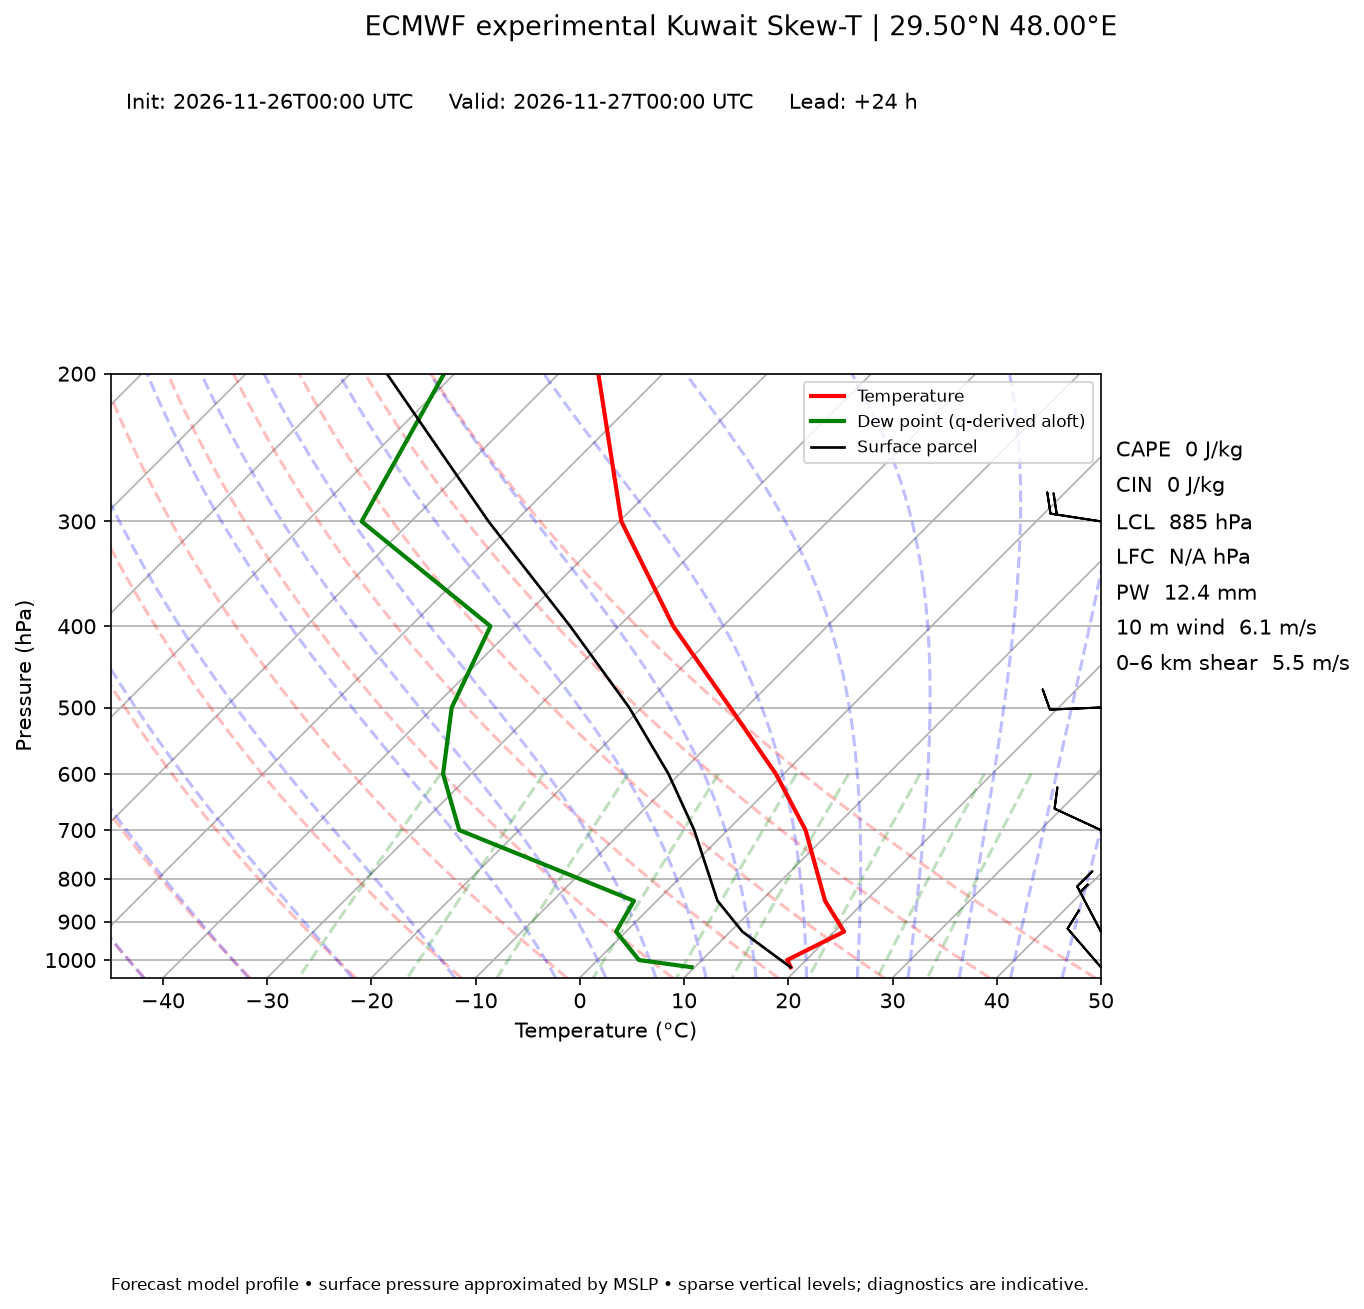 ECMWF experimental Kuwait Skew-T | 29.50°N 48.00°E
Init: 2026-11-26T00:00 UTC Valid: 2026-11-27T00:00 UTC Lead: +24 h
200
300
400
500
600
700
800
900
1000
Pressure (hPa)
Temperature
Dew point (q-derived aloft)
Surface parcel
CAPE 0 J/kg
CIN 0 J/kg
LCL 885 hPa
LFC N/A hPa
PW 12.4 mm
10 m wind 6.1 m/s
0–6 km shear 5.5 m/s
−40 −30 −20 −10 0 10 20 30 40 50
Temperature (°C)
Forecast model profile • surface pressure approximated by MSLP • sparse vertical levels; diagnostics are indicative.